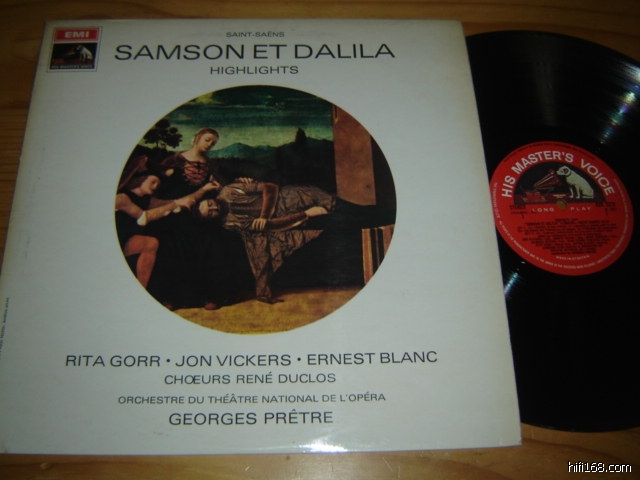 EMI
SAINT-SAËNS
SAMSON ET DALILA
HIGHLIGHTS
RITA GORR • JON VICKERS • ERNEST BLANC
CHŒURS RENÉ DUCLOS
ORCHESTRE DU THÉÂTRE NATIONAL DE L'OPÉRA
GEORGES PRÊTRE
HIS MASTER'S VOICE
LONG PLAY
hifi168.com